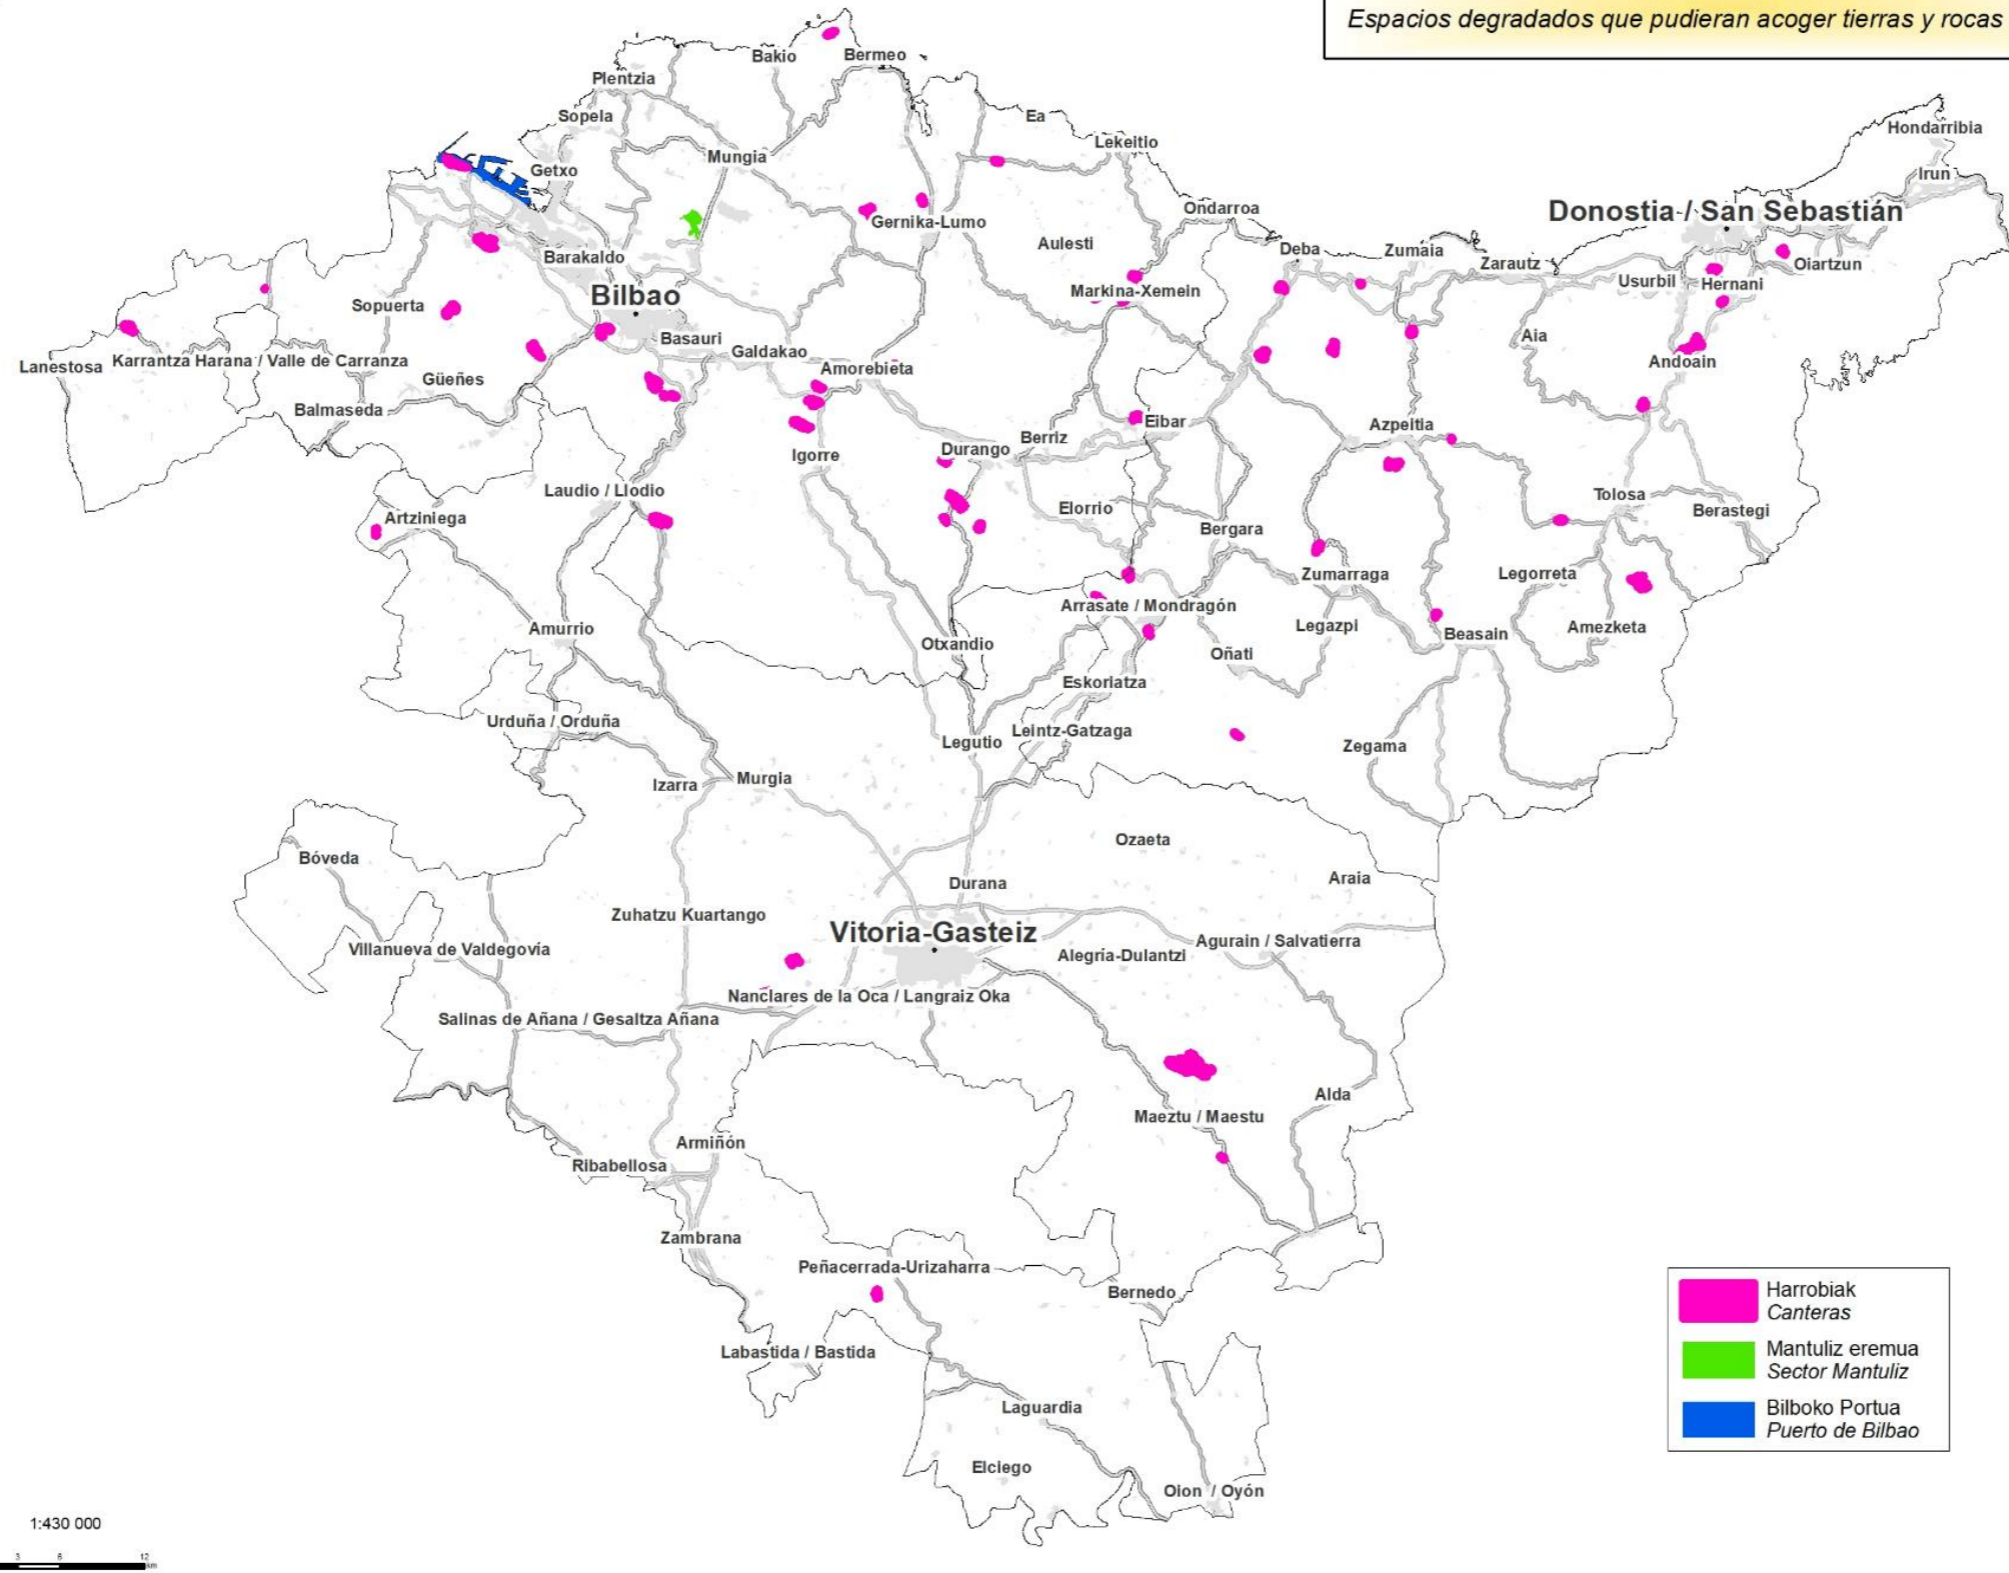 Espacios degradados que pudieran acoger tierras y rocas
Bakio
Bermeo
Plentzia
Sopela
Ea
Lekeitio
Hondarribia
Mungia
Getxo
Irun
Ondarroa
Donostia / San Sebastián
Gernika-Lumo
Aulesti
Deba
Zumaia
Zarautz
Barakaldo
Oiartzun
Usurbil
Hernani
Markina-Xemein
Bilbao
Sopuerta
Basauri
Aia
Galdakao
Amorebieta
Andoain
Lanestosa
Karrantza Harana / Valle de Carranza
Güeñes
Balmaseda
Eibar
Azpeitia
Berriz
Durango
Igorre
Laudio / Llodio
Tolosa
Berastegi
Elorrio
Artziniega
Bergara
Zumarraga
Legorreta
Arrasate / Mondragón
Legazpi
Amezketa
Amurrio
Otxandio
Beasain
Oñati
Eskoriatza
Urduña / Orduña
Legutio
Leintz-Gatzaga
Zegama
Izarra
Murgia
Ozaeta
Bóveda
Durana
Araia
Zuhatzu Kuartango
Vitoria-Gasteiz
Agurain / Salvatierra
Villanueva de Valdegovía
Alegría-Dulantzi
Nanclares de la Oca / Langraiz Oka
Salinas de Añana / Gesaltza Añana
Alda
Maeztu / Maestu
Armiñón
Ribabellosa
Zambrana
Peñacerrada-Urizaharra
Bernedo
Labastida / Bastida
Laguardia
Elciego
Oion / Oyón
Harrobiak
Canteras
Mantuliz eremua
Sector Mantuliz
Bilboko Portua
Puerto de Bilbao
1:430 000
3 6 12
km